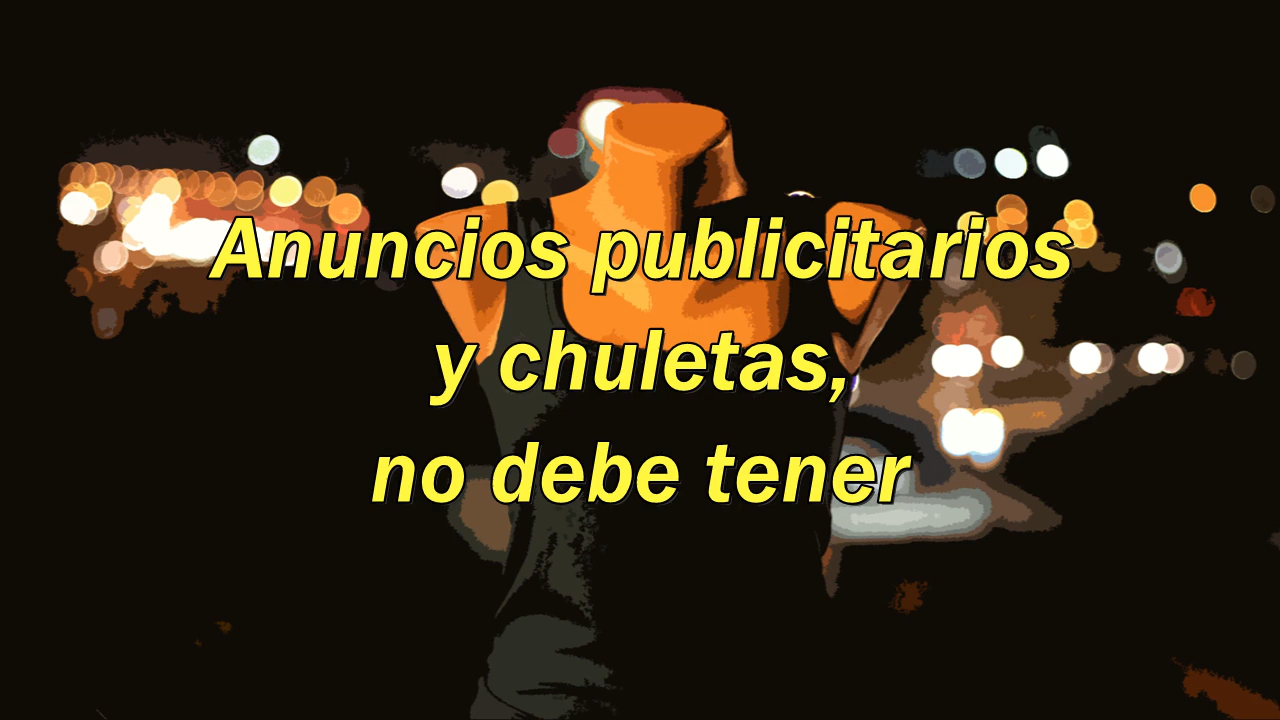 Anuncios publicitarios
y chuletas,
no debe tener